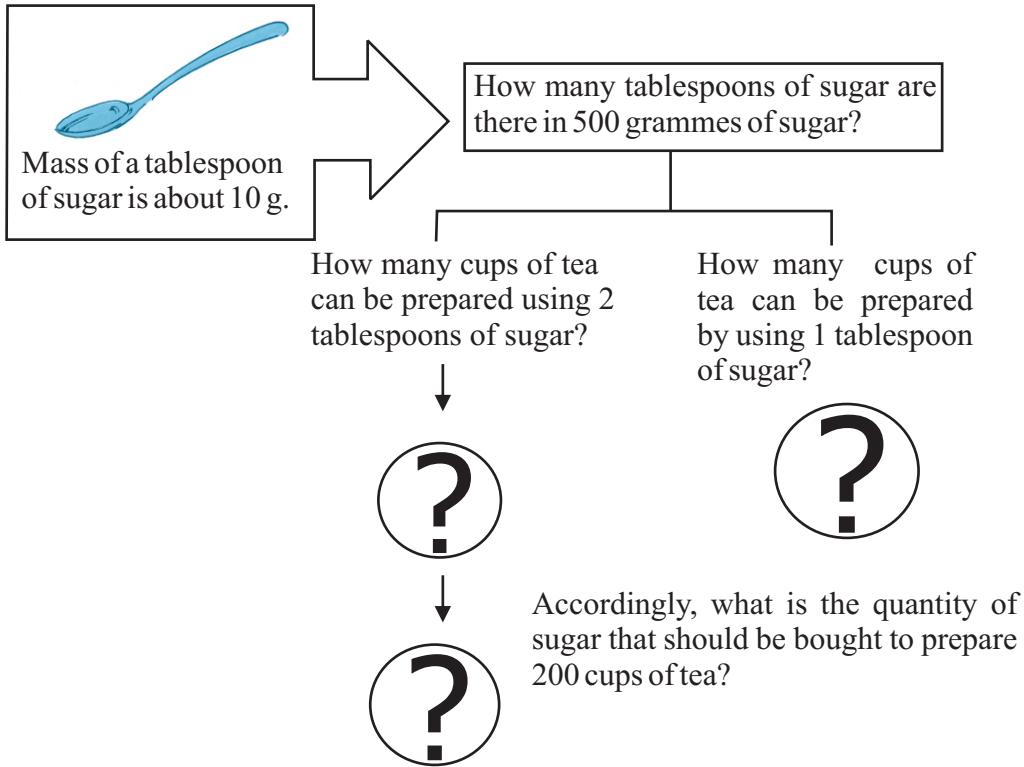 Mass of a tablespoon
of sugar is about 10 g.
How many tablespoons of sugar are
there in 500 grammes of sugar?
How many cups of tea
can be prepared using 2
tablespoons of sugar?
How many cups of
tea can be prepared
by using 1 tablespoon
of sugar?
?
?
?
Accordingly, what is the quantity of
sugar that should be bought to prepare
200 cups of tea?